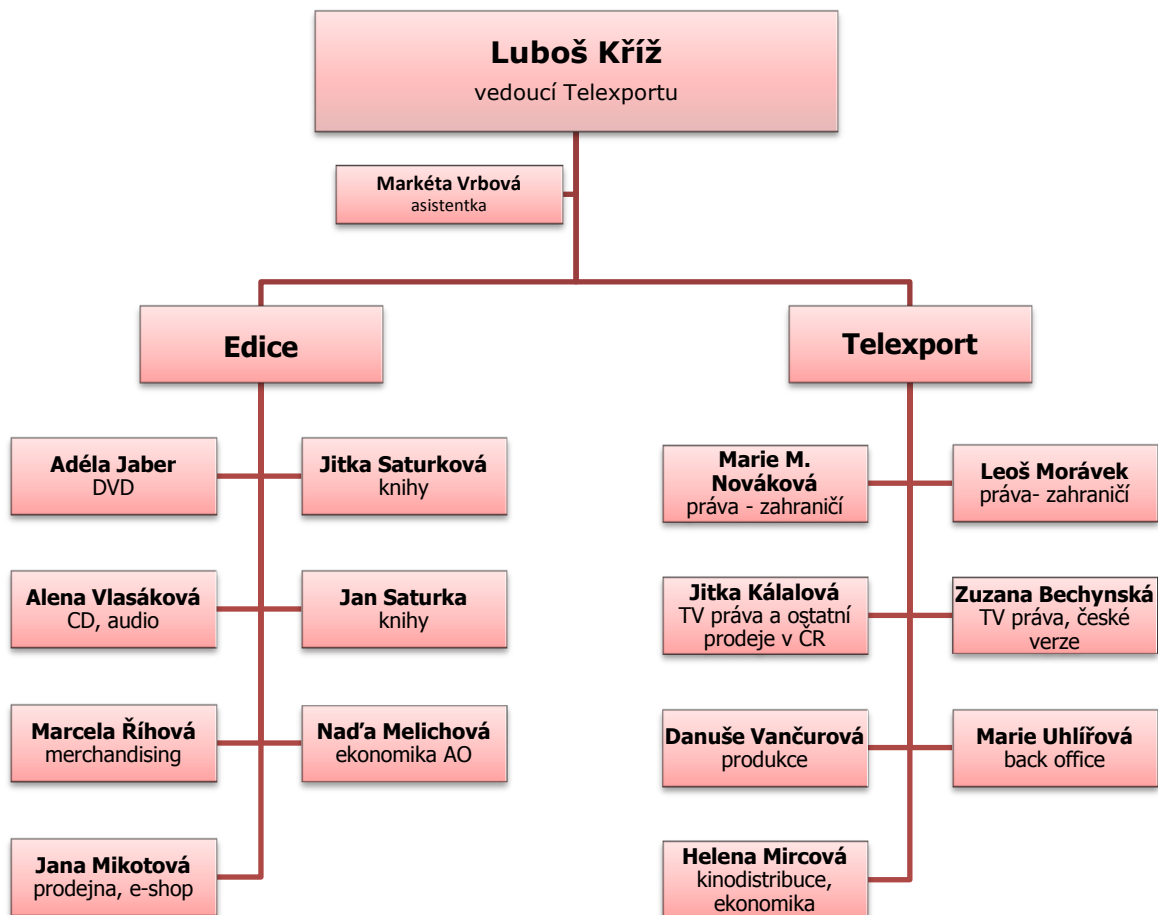 Luboš Kříž
vedoucí Telexportu
Markéta Vrbová
asistentka
Edice
Telexport
Adéla Jaber
DVD
Jitka Saturková
knihy
Alena Vlasáková
CD, audio
Jan Saturka
knihy
Marcela Říhová
merchandising
Naďa Melichová
ekonomika AO
Jana Mikotová
prodejna, e-shop
Marie M.
Nováková
práva - zahraničí
Leoš Morávek
práva- zahraničí
Jitka Kálalová
TV práva a ostatní
prodeje v ČR
Zuzana Bechynská
TV práva, české
verze
Danuše Vančurová
produkce
Marie Uhlířová
back office
Helena Mircová
kinodistribuce,
ekonomika